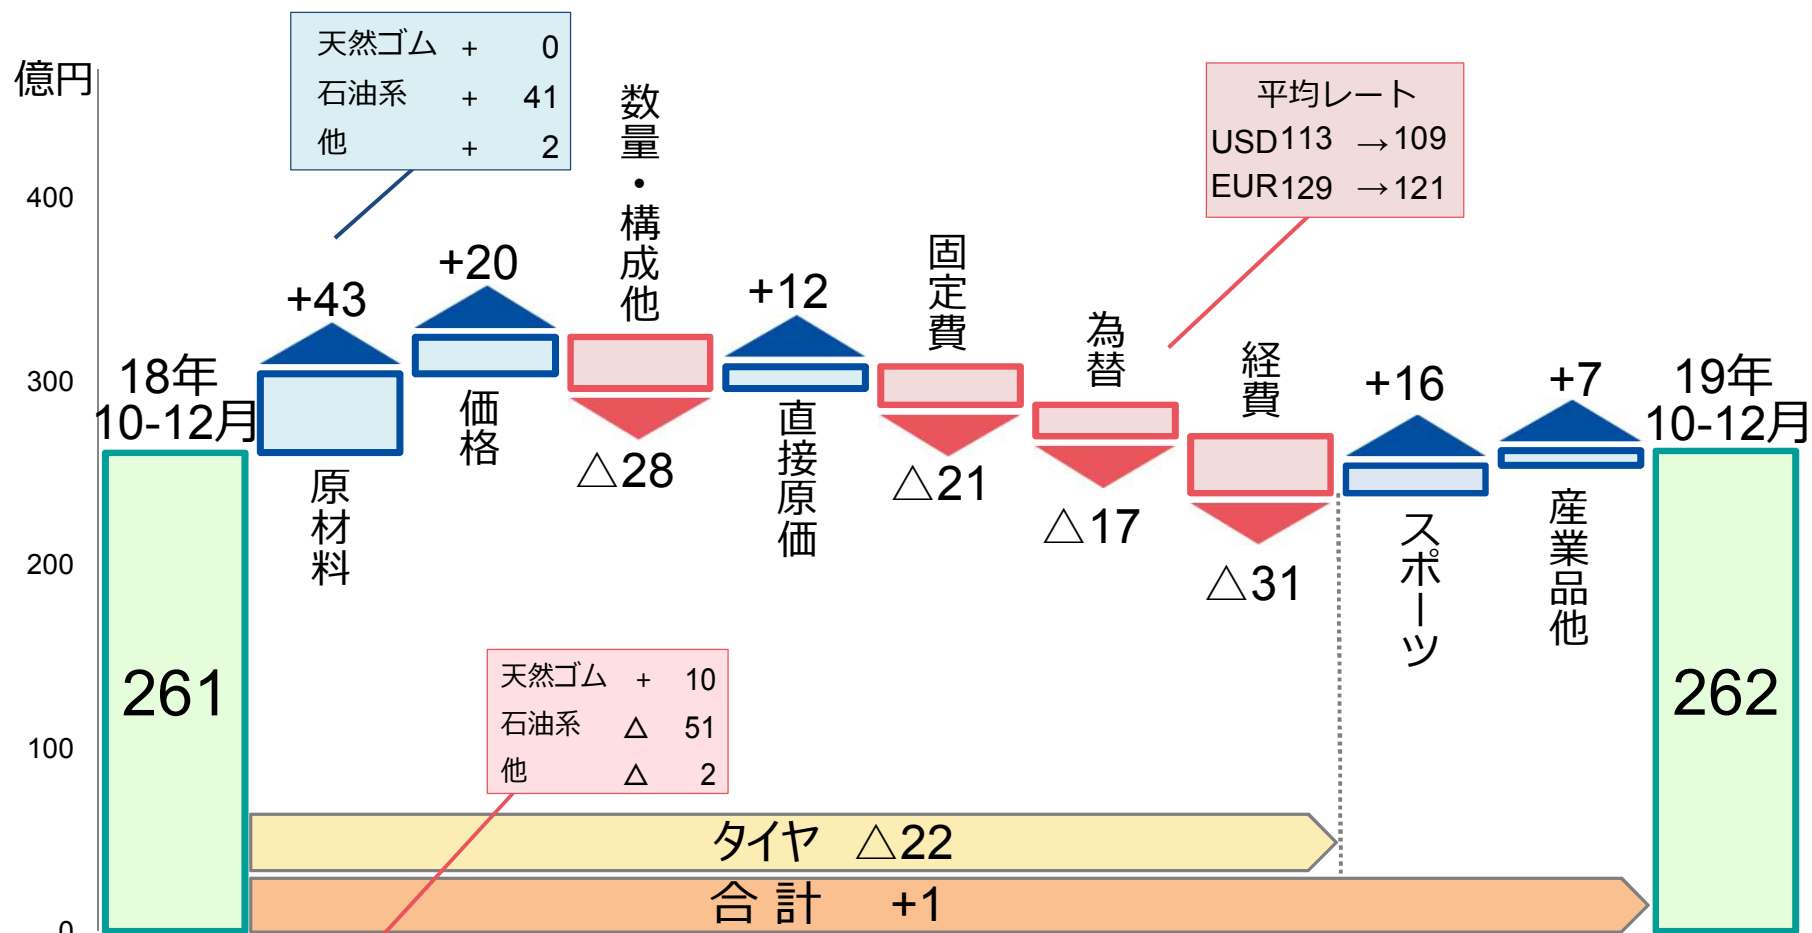 億円
400
300
200
100
0
天然ゴム + 0
石油系 + 41
他 + 2
平均レート
USD113 →109
EUR129 →121
18年
10-12月
261
+43
原材料
+20
価格
数量・構成他
△28
+12
直接原価
固定費
△21
為替
△17
経費
△31
+16
スポーツ
+7
産業品他
19年
10-12月
262
天然ゴム + 10
石油系 △ 51
他 △ 2
タイヤ △22
合計 +1